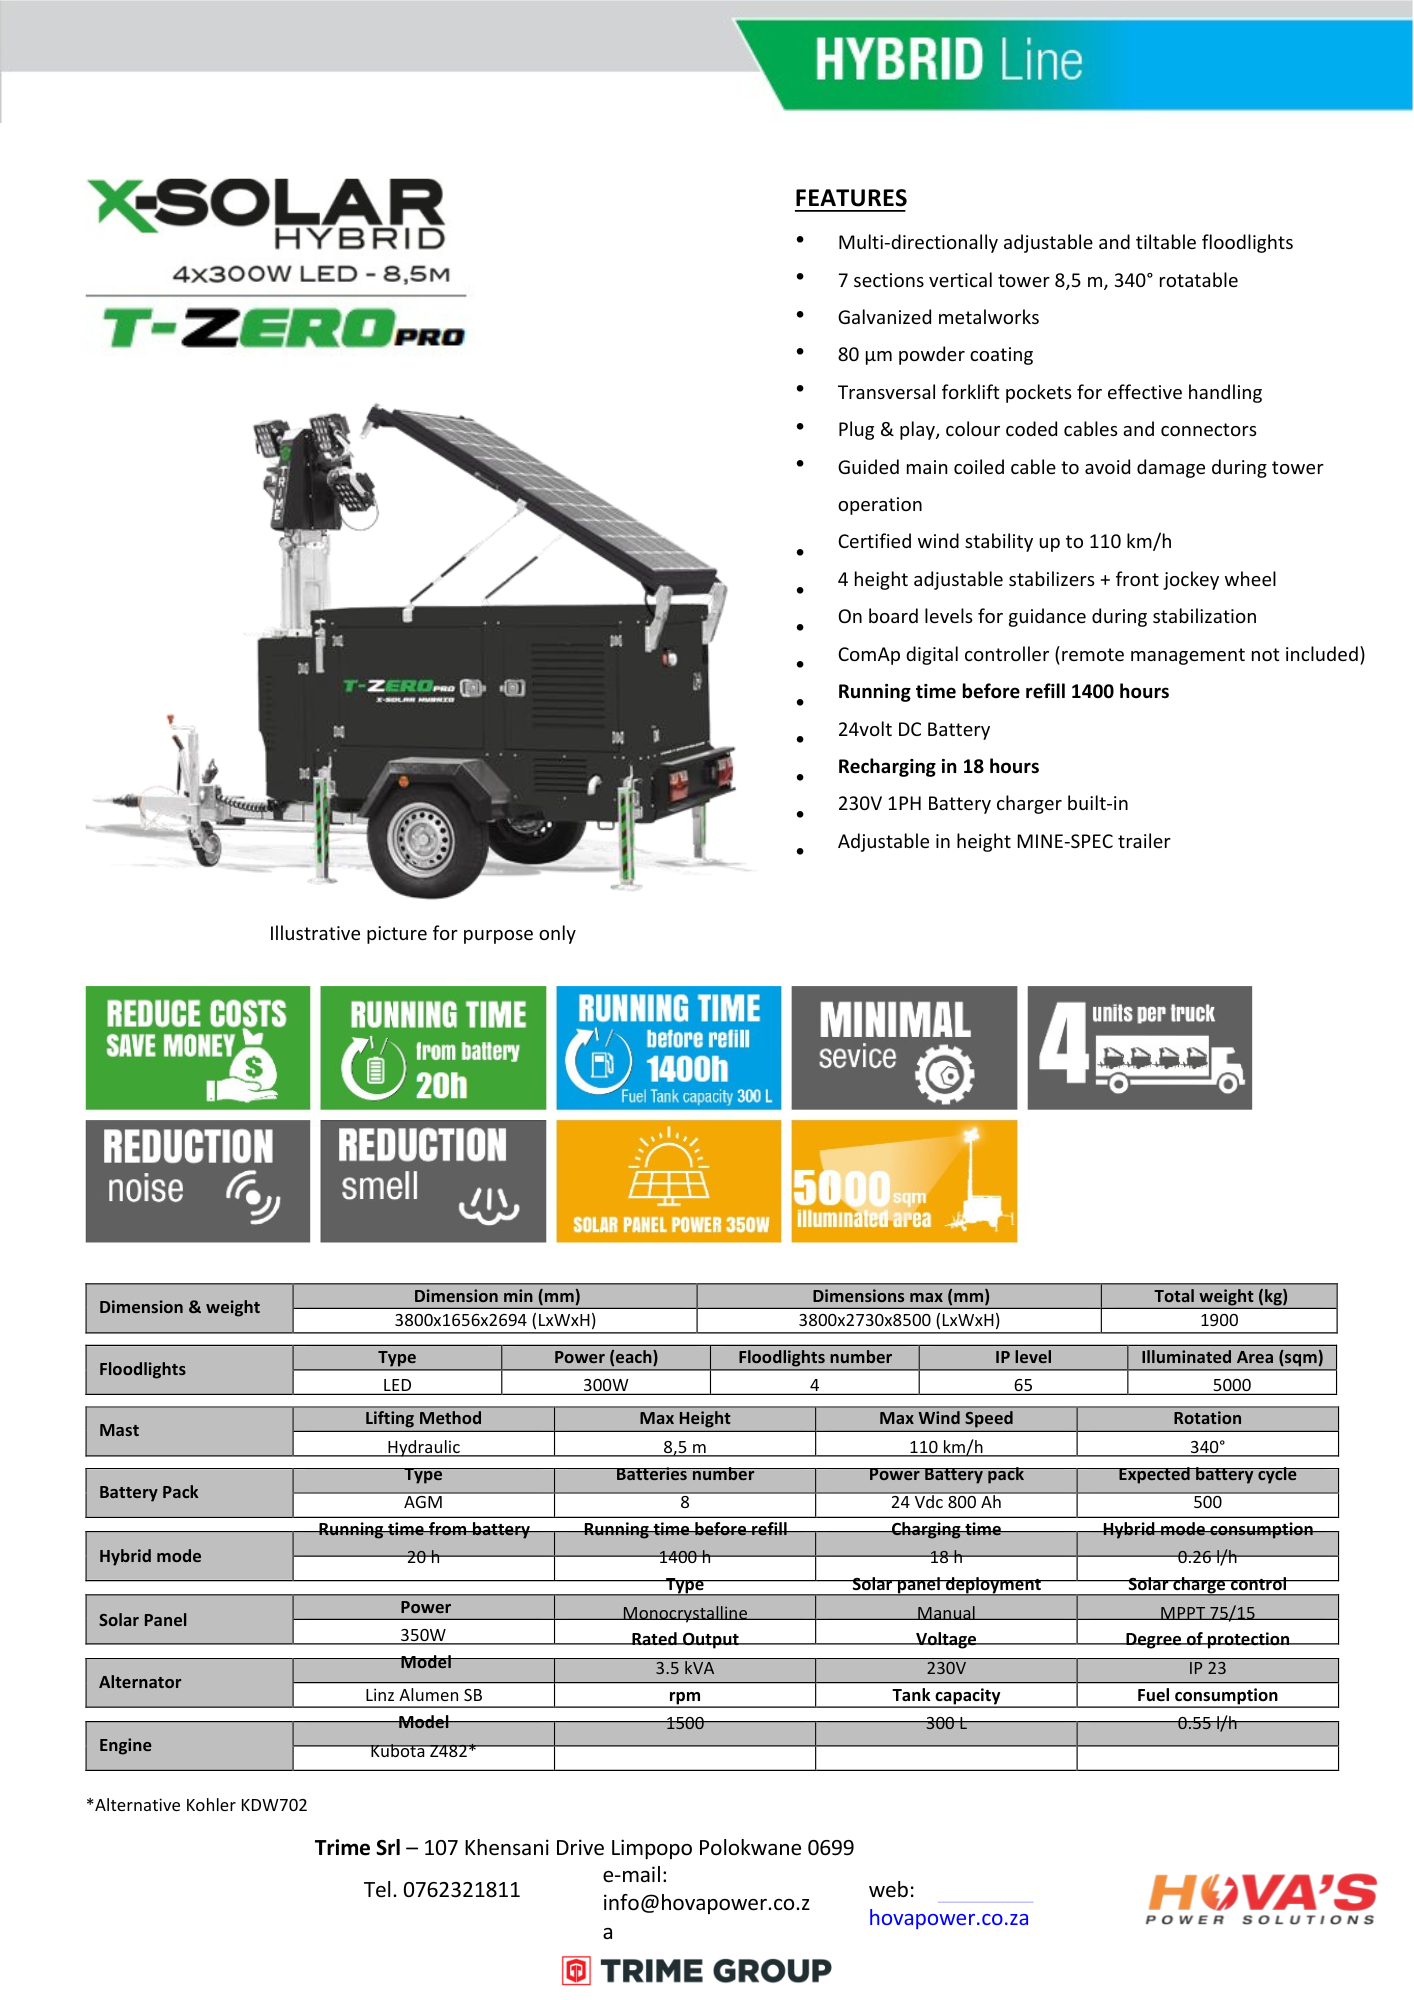 HYBRID Line
X-SOLAR
HYBRID
4x300W LED - 8,5M
T-ZERO PRO
FEATURES
• Multi-directionally adjustable and tiltable floodlights
• 7 sections vertical tower 8,5 m, 340° rotatable
• Galvanized metalworks
• 80 µm powder coating
• Transversal forklift pockets for effective handling
• Plug & play, colour coded cables and connectors
• Guided main coiled cable to avoid damage during tower
operation
• Certified wind stability up to 110 km/h
• 4 height adjustable stabilizers + front jockey wheel
• On board levels for guidance during stabilization
• ComAp digital controller (remote management not included)
• Running time before refill 1400 hours
• 24volt DC Battery
• Recharging in 18 hours
• 230V 1PH Battery charger built-in
• Adjustable in height MINE-SPEC trailer
TRIME
T-ZERO PRO
X-SOLAR HYBRID
Illustrative picture for purpose only
REDUCE COSTS
SAVE MONEY
$
RUNNING TIME
from battery
20h
RUNNING TIME
before refill
1400h
Fuel Tank capacity 300 L
MINIMAL
sevice
4 units per truck
REDUCTION
noise
REDUCTION
smell
SOLAR PANEL POWER 350W
5000 sqm
illuminated area
Dimension & weight
Dimension min (mm) Dimensions max (mm) Total weight (kg)
3800x1656x2694 (LxWxH) 3800x2730x8500 (LxWxH) 1900
Floodlights
Type Power (each) Floodlights number IP level Illuminated Area (sqm)
LED 300W 4 65 5000
Mast
Lifting Method Max Height Max Wind Speed Rotation
Hydraulic 8,5 m 110 km/h 340°
Battery Pack
Type Batteries number Power Battery pack Expected battery cycle
AGM 8 24 Vdc 800 Ah 500
Hybrid mode
Running time from battery Running time before refill Charging time Hybrid mode consumption
20 h 1400 h 18 h 0.26 l/h
Solar Panel
Power Type Solar panel deployment Solar charge control
350W Monocrystalline Manual MPPT 75/15
Alternator
Model Rated Output Voltage Degree of protection
Linz Alumen SB 3.5 kVA 230V IP 23
Engine
Model rpm Tank capacity Fuel consumption
Kubota Z482* 1500 300 L 0.55 l/h
*Alternative Kohler KDW702
Trime Srl – 107 Khensani Drive Limpopo Polokwane 0699
Tel. 0762321811
e-mail:
info@hovapower.co.z
a
web:
hovapower.co.za
HOVA'S
POWER SOLUTIONS
TRIME GROUP